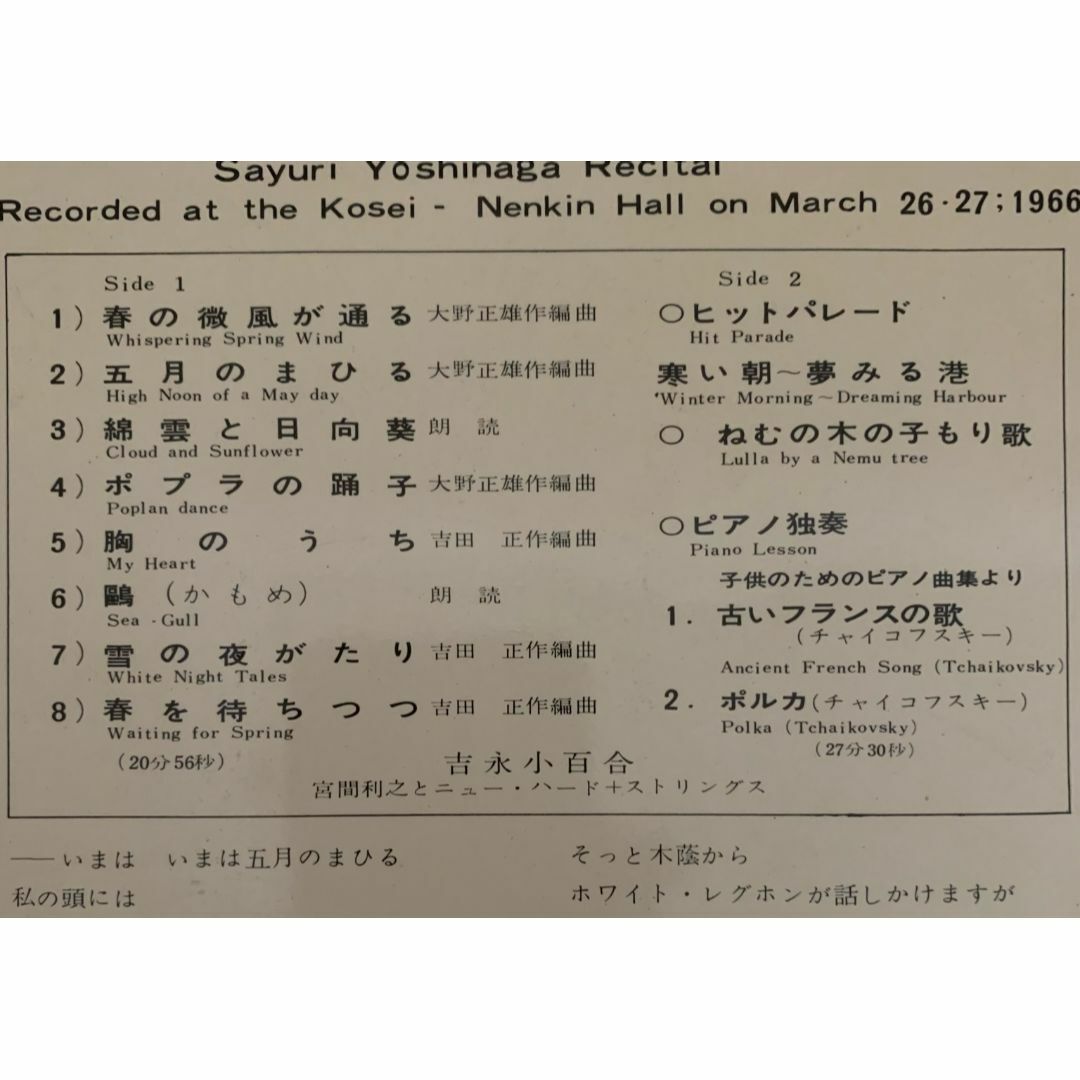 Sayuri Yoshinaga Recital
Recorded at the Kosei - Nenkin Hall on March 26・27;1966
Side 1
1) 春の微風が通る 大野正雄作編曲
Whispering Spring Wind
2) 五月のまひる 大野正雄作編曲
High Noon of a May day
3) 綿雲と日向葵 朗読
Cloud and Sunflower
4) ポプラの踊子 大野正雄作編曲
Poplan dance
5) 胸のうち 吉田 正作編曲
My Heart
6) 鷗(かもめ) 朗読
Sea - Gull
7) 雪の夜がたり 吉田 正作編曲
White Night Tales
8) 春を待ちつつ 吉田 正作編曲
Waiting for Spring
(20分56秒)
Side 2
○ヒットパレード
Hit Parade
寒い朝~夢みる港
'Winter Morning~Dreaming Harbour
○ ねむの木の子もり歌
Lulla by a Nemu tree
○ピアノ独奏
Piano Lesson
子供のためのピアノ曲集より
1. 古いフランスの歌
(チャイコフスキー)
Ancient French Song (Tchaikovsky)
2. ポルカ(チャイコフスキー)
Polka (Tchaikovsky)
(27分30秒)
吉永小百合
宮間利之とニュー・ハード+ストリングス
──いまは いまは五月のまひる
私の頭には
そっと木蔭から
ホワイト・レグホンが話しかけますが